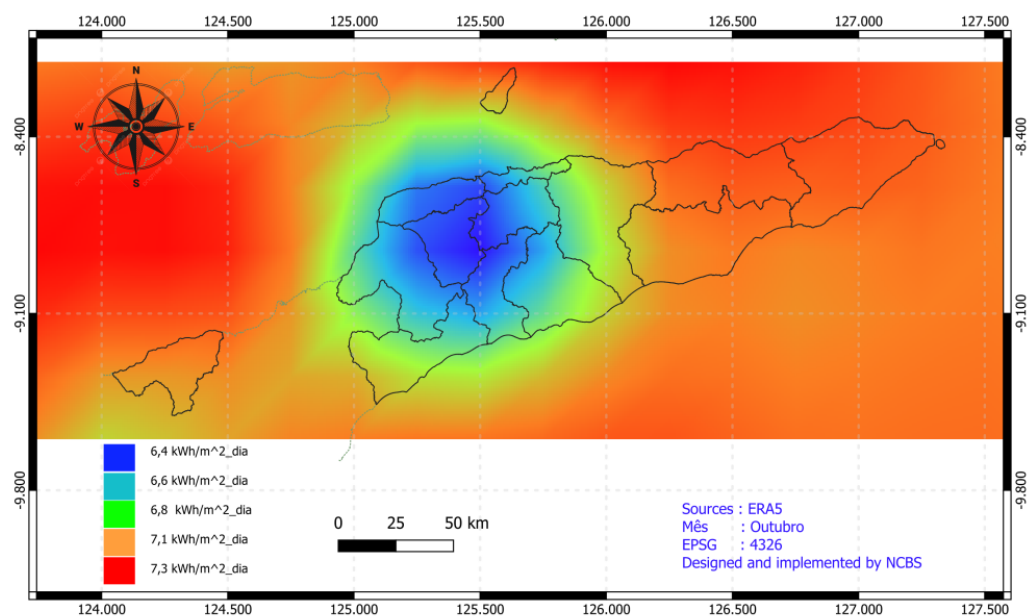 124.000 124.500 125.000 125.500 126.000 126.500 127.000 127.500
N
W E
S
-8.400 -8.400
-9.100 -9.100
-9.800 -9.800
6,4 kWh/m^2_dia
6,6 kWh/m^2_dia
6,8 kWh/m^2_dia
7,1 kWh/m^2_dia
7,3 kWh/m^2_dia
0 25 50 km
Sources : ERA5
Mês : Outubro
EPSG : 4326
Designed and implemented by NCBS
124.000 124.500 125.000 125.500 126.000 126.500 127.000 127.500